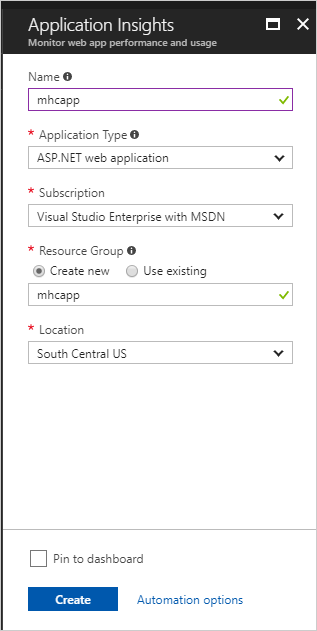 Application Insights
Monitor web app performance and usage
Name
mhcapp
* Application Type
ASP.NET web application
* Subscription
Visual Studio Enterprise with MSDN
* Resource Group
Create new Use existing
mhcapp
* Location
South Central US
Pin to dashboard
Create Automation options